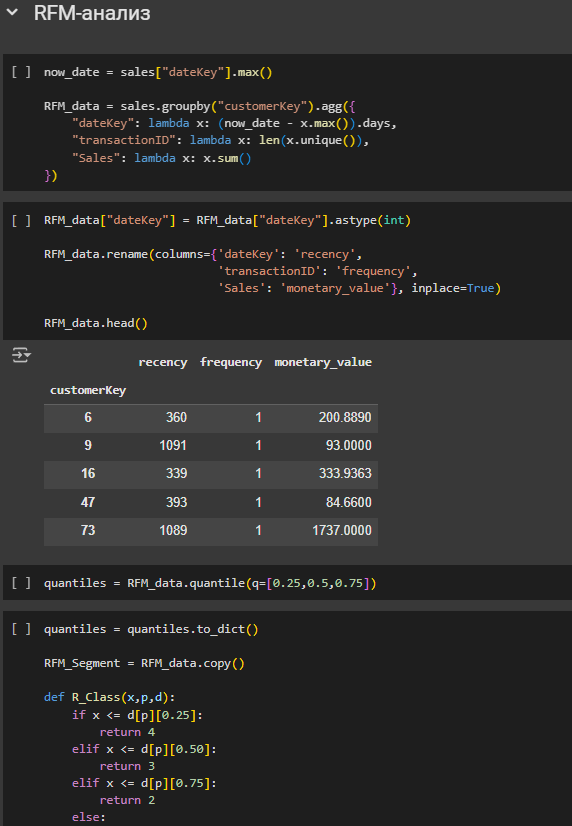 RFM-анализ
[ ] now_date = sales["dateKey"].max()
RFM_data = sales.groupby("customerKey").agg({
"dateKey": lambda x: (now_date - x.max()).days,
"transactionID": lambda x: len(x.unique()),
"Sales": lambda x: x.sum()
})
[ ] RFM_data["dateKey"] = RFM_data["dateKey"].astype(int)
RFM_data.rename(columns={'dateKey': 'recency',
'transactionID': 'frequency',
'Sales': 'monetary_value'}, inplace=True)
RFM_data.head()
recency frequency monetary_value
customerKey
6 360 1 200.8890
9 1091 1 93.0000
16 339 1 333.9363
47 393 1 84.6600
73 1089 1 1737.0000
[ ] quantiles = RFM_data.quantile(q=[0.25,0.5,0.75])
[ ] quantiles = quantiles.to_dict()
RFM_Segment = RFM_data.copy()
def R_Class(x,p,d):
if x <= d[p][0.25]:
return 4
elif x <= d[p][0.50]:
return 3
elif x <= d[p][0.75]:
return 2
else: